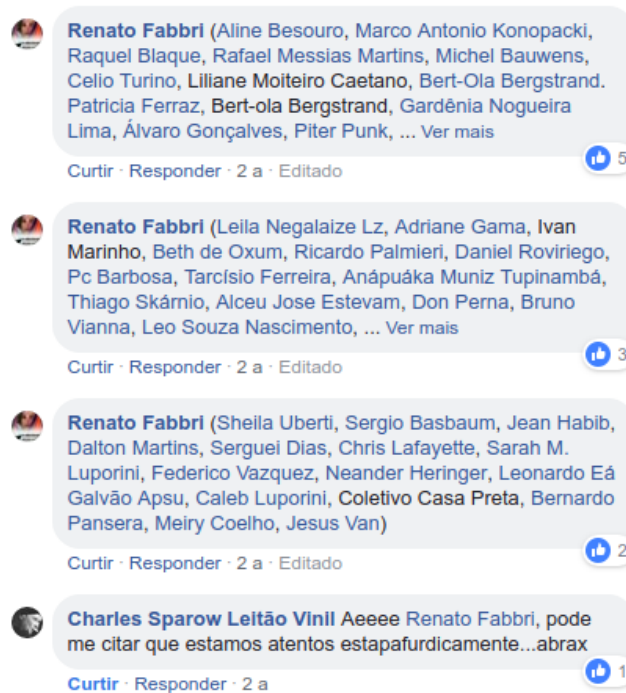 Renato Fabbri (Aline Besouro, Marco Antonio Konopacki,
Raquel Blaque, Rafael Messias Martins, Michel Bauwens,
Celio Turino, Liliane Moiteiro Caetano, Bert-Ola Bergstrand.
Patricia Ferraz, Bert-ola Bergstrand, Gardênia Nogueira
Lima, Álvaro Gonçalves, Piter Punk, ... Ver mais
5
Curtir · Responder · 2 a · Editado
Renato Fabbri (Leila Negalaize Lz, Adriane Gama, Ivan
Marinho, Beth de Oxum, Ricardo Palmieri, Daniel Roviriego,
Pc Barbosa, Tarcísio Ferreira, Anápuáka Muniz Tupinambá,
Thiago Skárnio, Alceu Jose Estevam, Don Perna, Bruno
Vianna, Leo Souza Nascimento, ... Ver mais
3
Curtir · Responder · 2 a · Editado
Renato Fabbri (Sheila Uberti, Sergio Basbaum, Jean Habib,
Dalton Martins, Serguei Dias, Chris Lafayette, Sarah M.
Luporini, Federico Vazquez, Neander Heringer, Leonardo Eá
Galvão Apsu, Caleb Luporini, Coletivo Casa Preta, Bernardo
Pansera, Meiry Coelho, Jesus Van)
2
Curtir · Responder · 2 a · Editado
Charles Sparow Leitão Vinil Aeeee Renato Fabbri, pode
me citar que estamos atentos estapafurdicamente...abrax
1
Curtir · Responder · 2 a